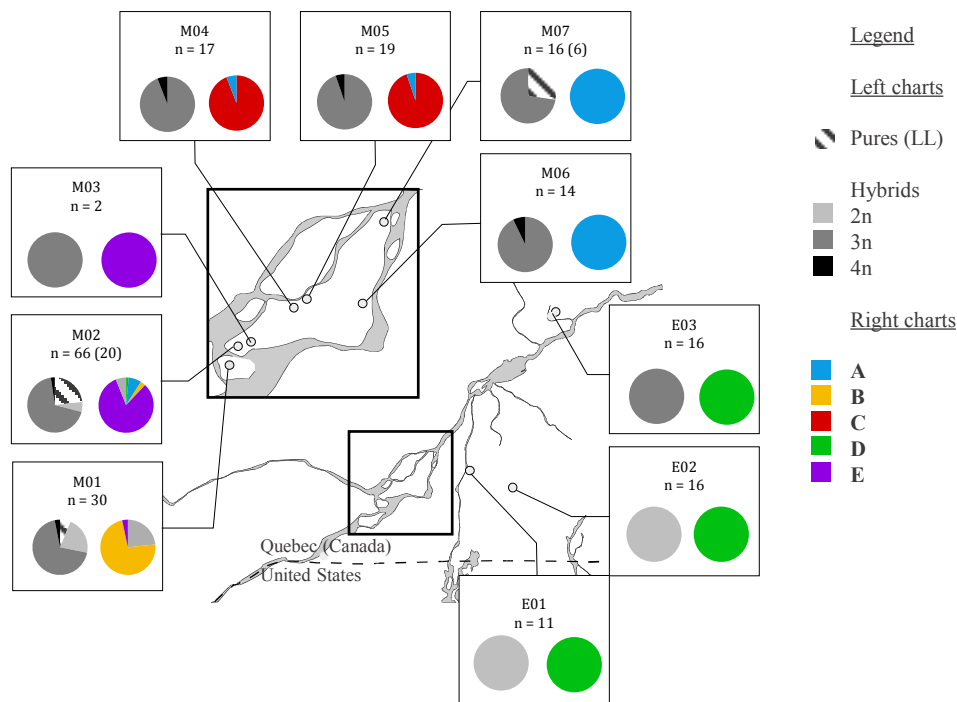 M04
n = 17
M05
n = 19
M07
n = 16 (6)
Legend
Left charts
Pures (LL)
Hybrids
2n
3n
4n
Right charts
A
B
C
D
E
M03
n = 2
M06
n = 14
M02
n = 66 (20)
E03
n = 16
M01
n = 30
E02
n = 16
Quebec (Canada)
United States
E01
n = 11